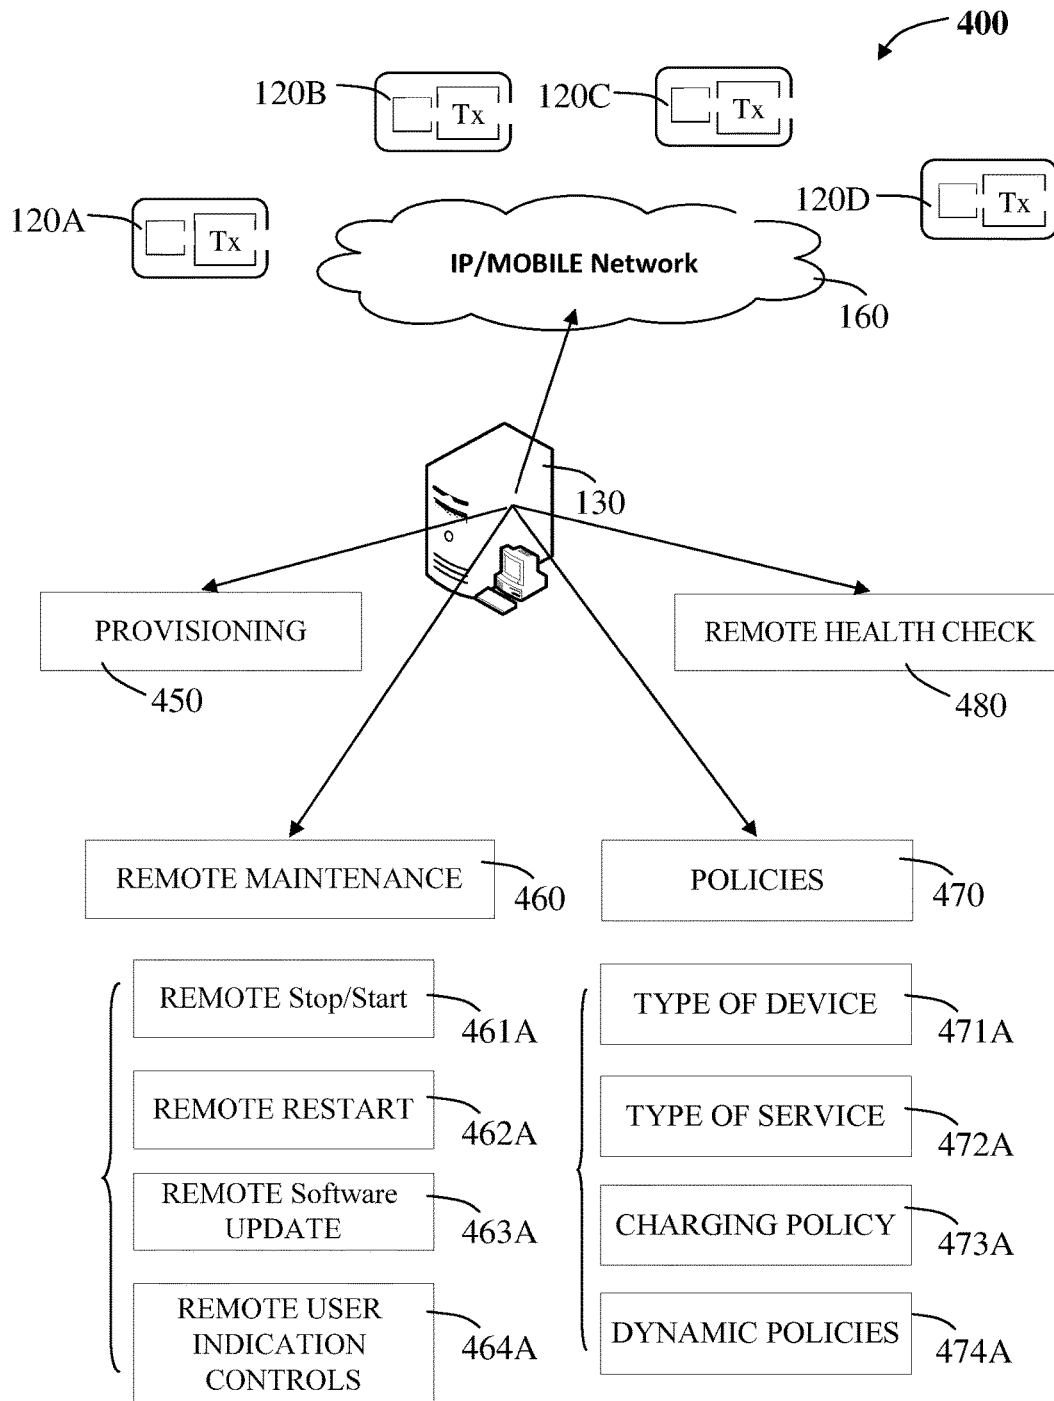 400
120B
Tx
120C
Tx
120A
Tx
120D
Tx
IP/MOBILE Network
160
130
PROVISIONING
450
REMOTE HEALTH CHECK
480
REMOTE MAINTENANCE
460
POLICIES
470
REMOTE Stop/Start
461A
REMOTE RESTART
462A
REMOTE Software
UPDATE
463A
REMOTE USER
INDICATION
CONTROLS
464A
TYPE OF DEVICE
471A
TYPE OF SERVICE
472A
CHARGING POLICY
473A
DYNAMIC POLICIES
474A